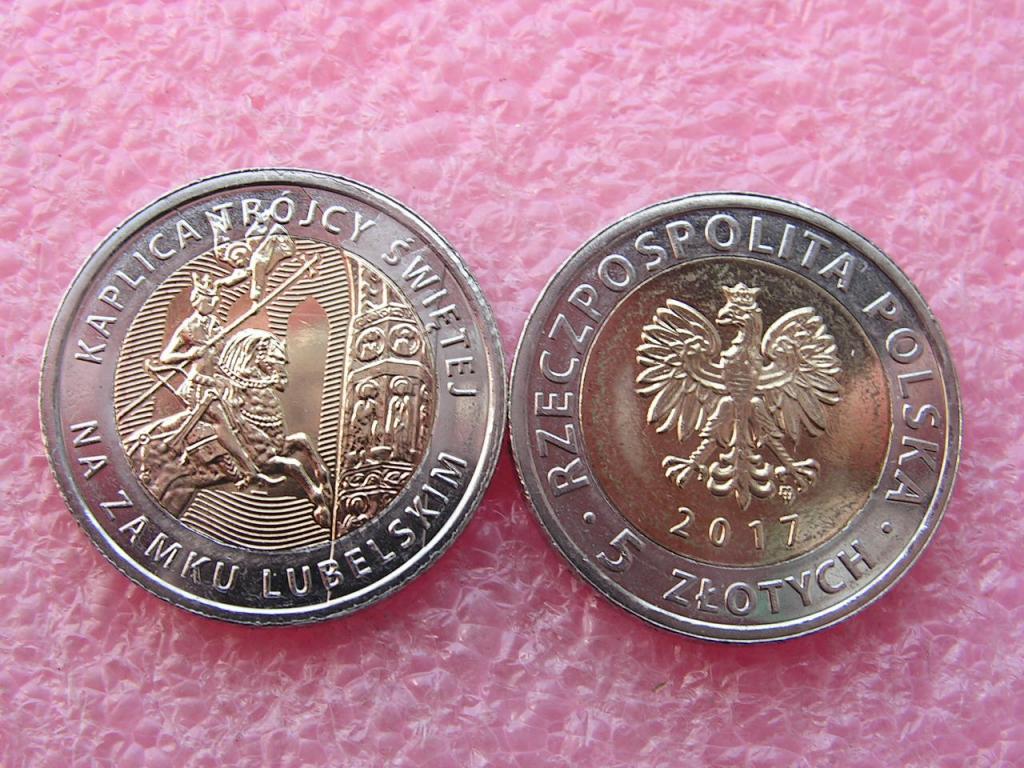 KAPLICA TRÓJCY ŚWIĘTEJ
NA ZAMKU LUBELSKIM
RZECZPOSPOLITA POLSKA
2017
· 5 ZŁOTYCH ·